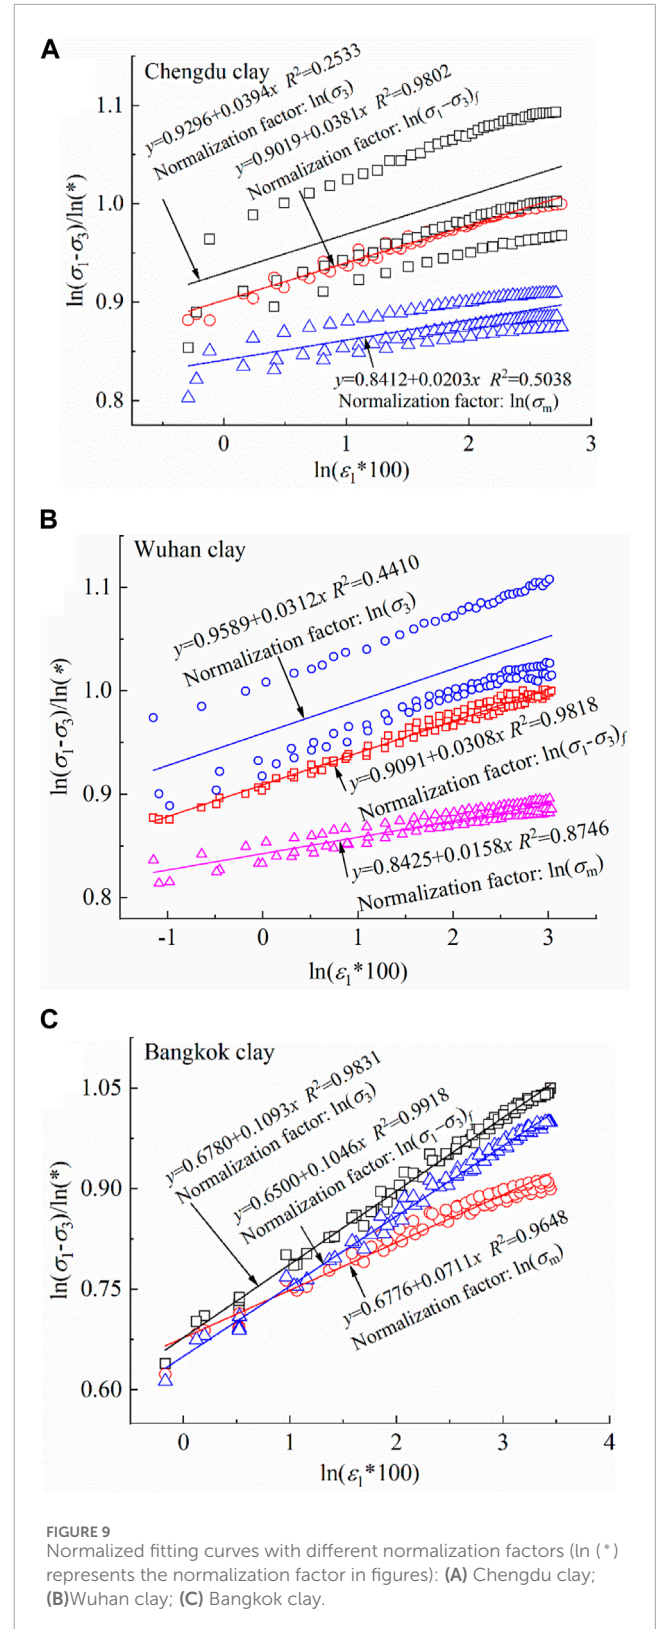 A
Chengdu clay
y=0.9296+0.0394x R²=0.2533
Normalization factor: ln(σ₃)
y=0.9019+0.0381x R²=0.9802
Normalization factor: ln(σ₁−σ₃)f
1.1
1.0
0.9
0.8
ln(σ₁-σ₃)/ln(*)
y=0.8412+0.0203x R²=0.5038
Normalization factor: ln(σm)
0 1 2 3
ln(ε₁*100)
B
Wuhan clay
y=0.9589+0.0312x R²=0.4410
Normalization factor: ln(σ₃)
1.1
1.0
0.9
0.8
ln(σ₁-σ₃)/ln(*)
y=0.9091+0.0308x R²=0.9818
Normalization factor: ln(σ₁-σ₃)f
y=0.8425+0.0158x R²=0.8746
Normalization factor: ln(σm)
-1 0 1 2 3
ln(ε₁*100)
C
Bangkok clay
y=0.6780+0.1093x R²=0.9831
Normalization factor: ln(σ₃)
y=0.6500+0.1046x R²=0.9918
Normalization factor: ln(σ₁−σ₃)f
1.05
0.90
0.75
0.60
ln(σ₁-σ₃)/ln(*)
y=0.6776+0.0711x R²=0.9648
Normalization factor: ln(σm)
0 1 2 3 4
ln(ε₁*100)
FIGURE 9
Normalized fitting curves with different normalization factors (ln (*)
represents the normalization factor in figures): (A) Chengdu clay;
(B)Wuhan clay; (C) Bangkok clay.